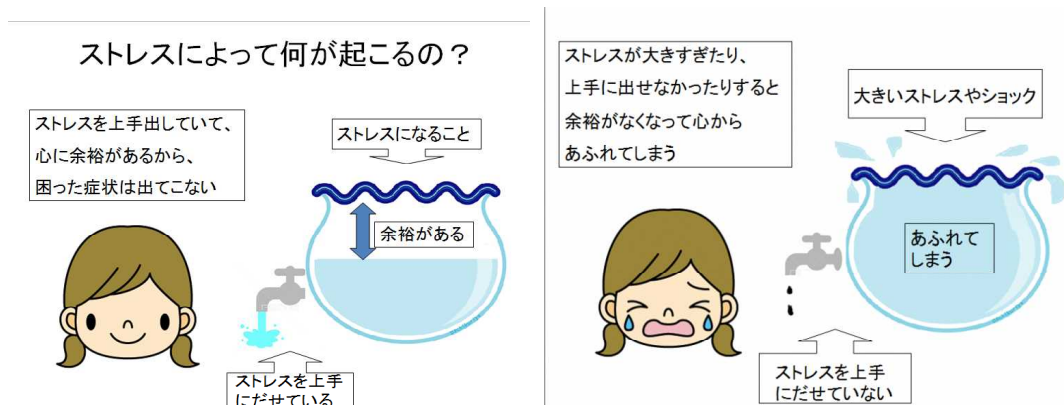 ストレスによって何が起こるの？
ストレスを上手出していて、
心に余裕があるから、
困った症状は出てこない
ストレスになること
余裕がある
ストレスを上手
にだせている
ストレスが大きすぎたり、
上手に出せなかったりすると
余裕がなくなって心から
あふれてしまう
大きいストレスやショック
あふれて
しまう
ストレスを上手
にだせていない